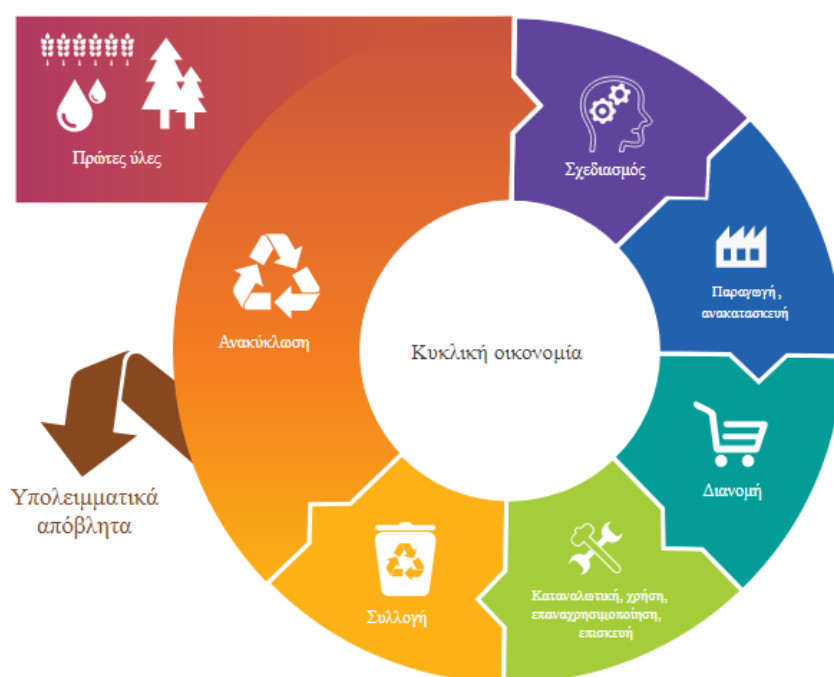 Πρώτες ύλες
Σχεδιασμός
Παραγωγή,
ανακατασκευή
Διανομή
Καταναλωτική, χρήση,
επαναχρησιμοποίηση,
επισκευή
Συλλογή
Ανακύκλωση
Υπολειμματικά
απόβλητα
Κυκλική οικονομία